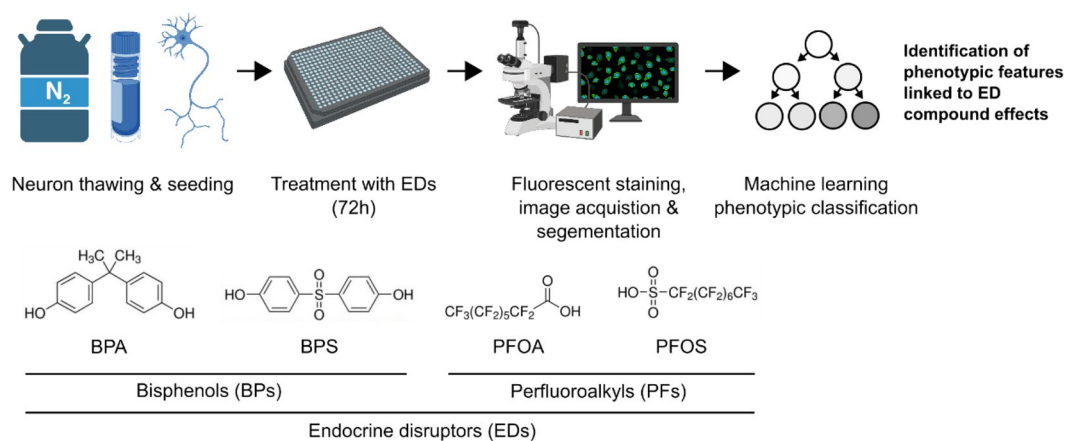 N2
Identification of
phenotypic features
linked to ED
compound effects
Neuron thawing & seeding
Treatment with EDs
(72h)
Fluorescent staining,
image acquistion &
segementation
Machine learning
phenotypic classification
H3C CH3
HO OH
BPA
O
HO S OH
O
BPS
O
CF3(CF2)5CF2 OH
PFOA
O
HO-S-CF2(CF2)6CF3
O
PFOS
Bisphenols (BPs)
Perfluoroalkyls (PFs)
Endocrine disruptors (EDs)